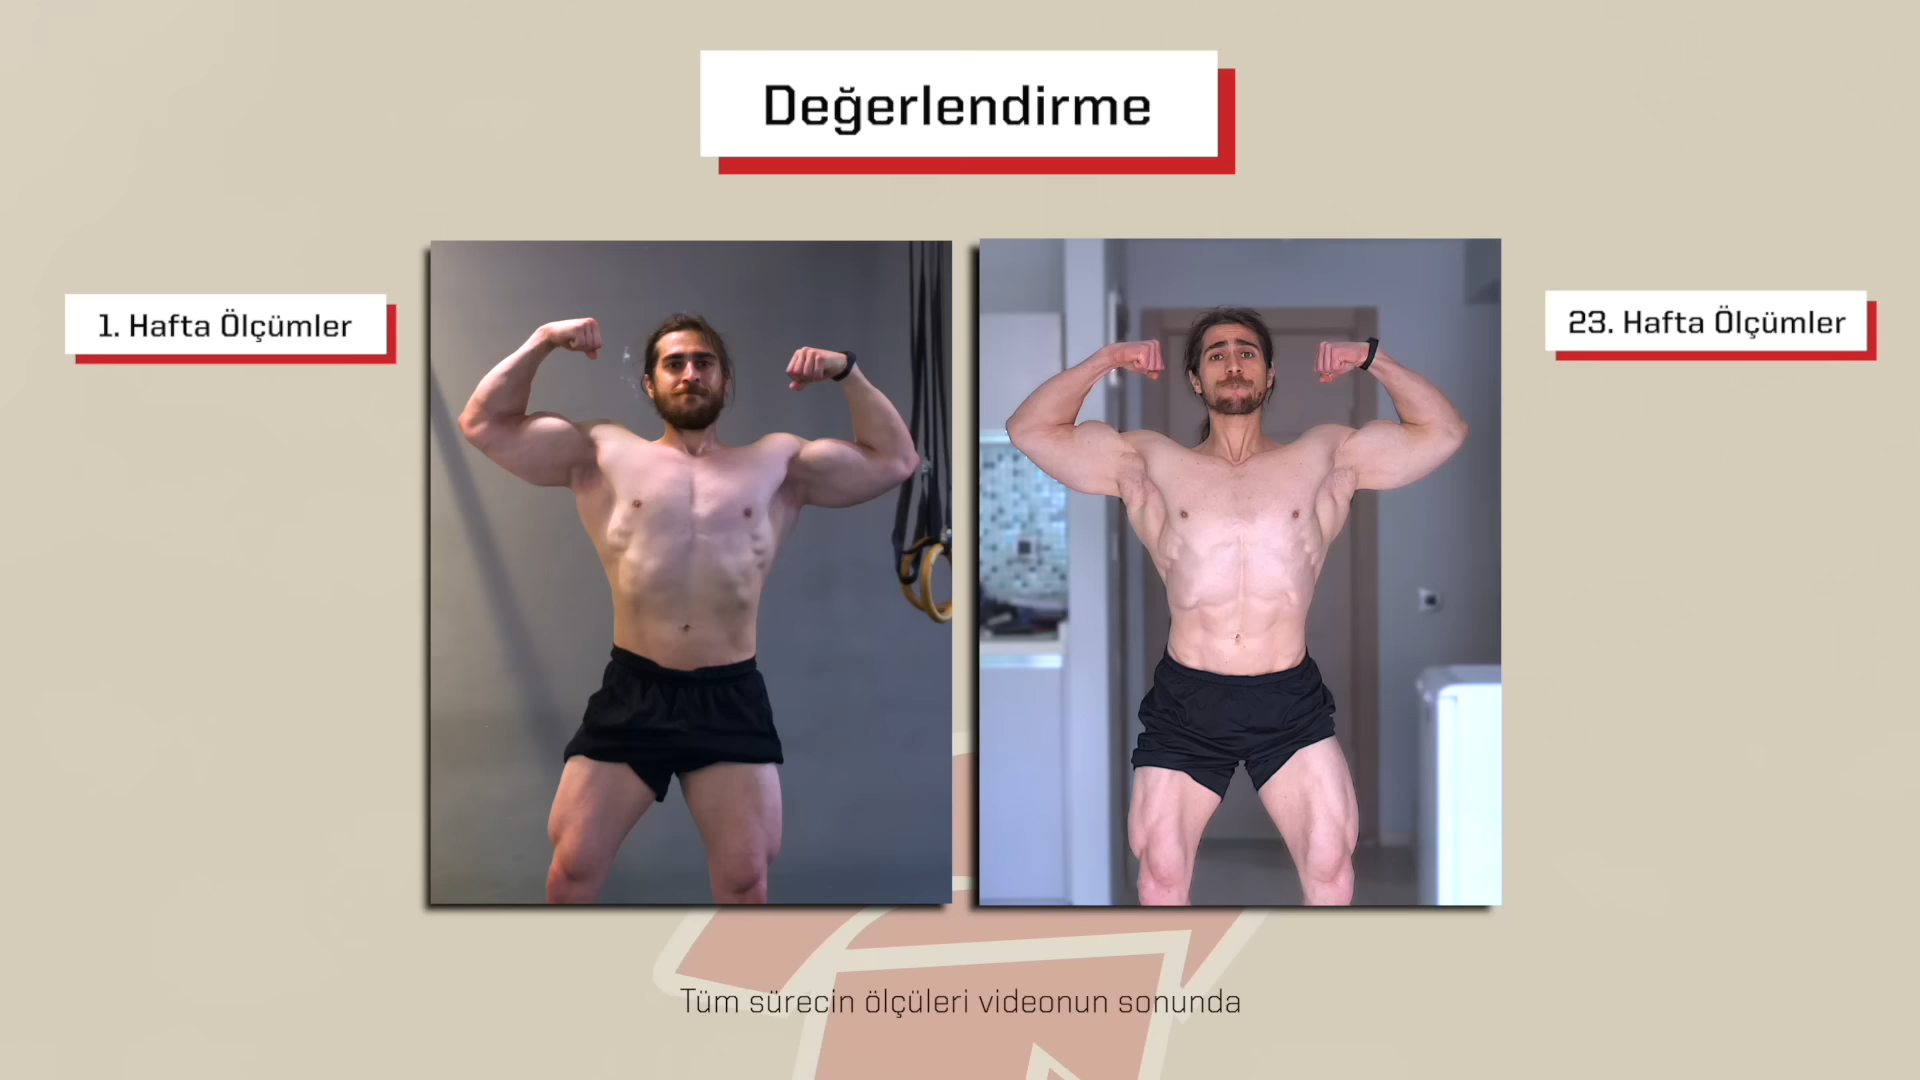 Değerlendirme
1. Hafta Ölçümler
23. Hafta Ölçümler
Tüm sürecin ölçüleri videonun sonunda